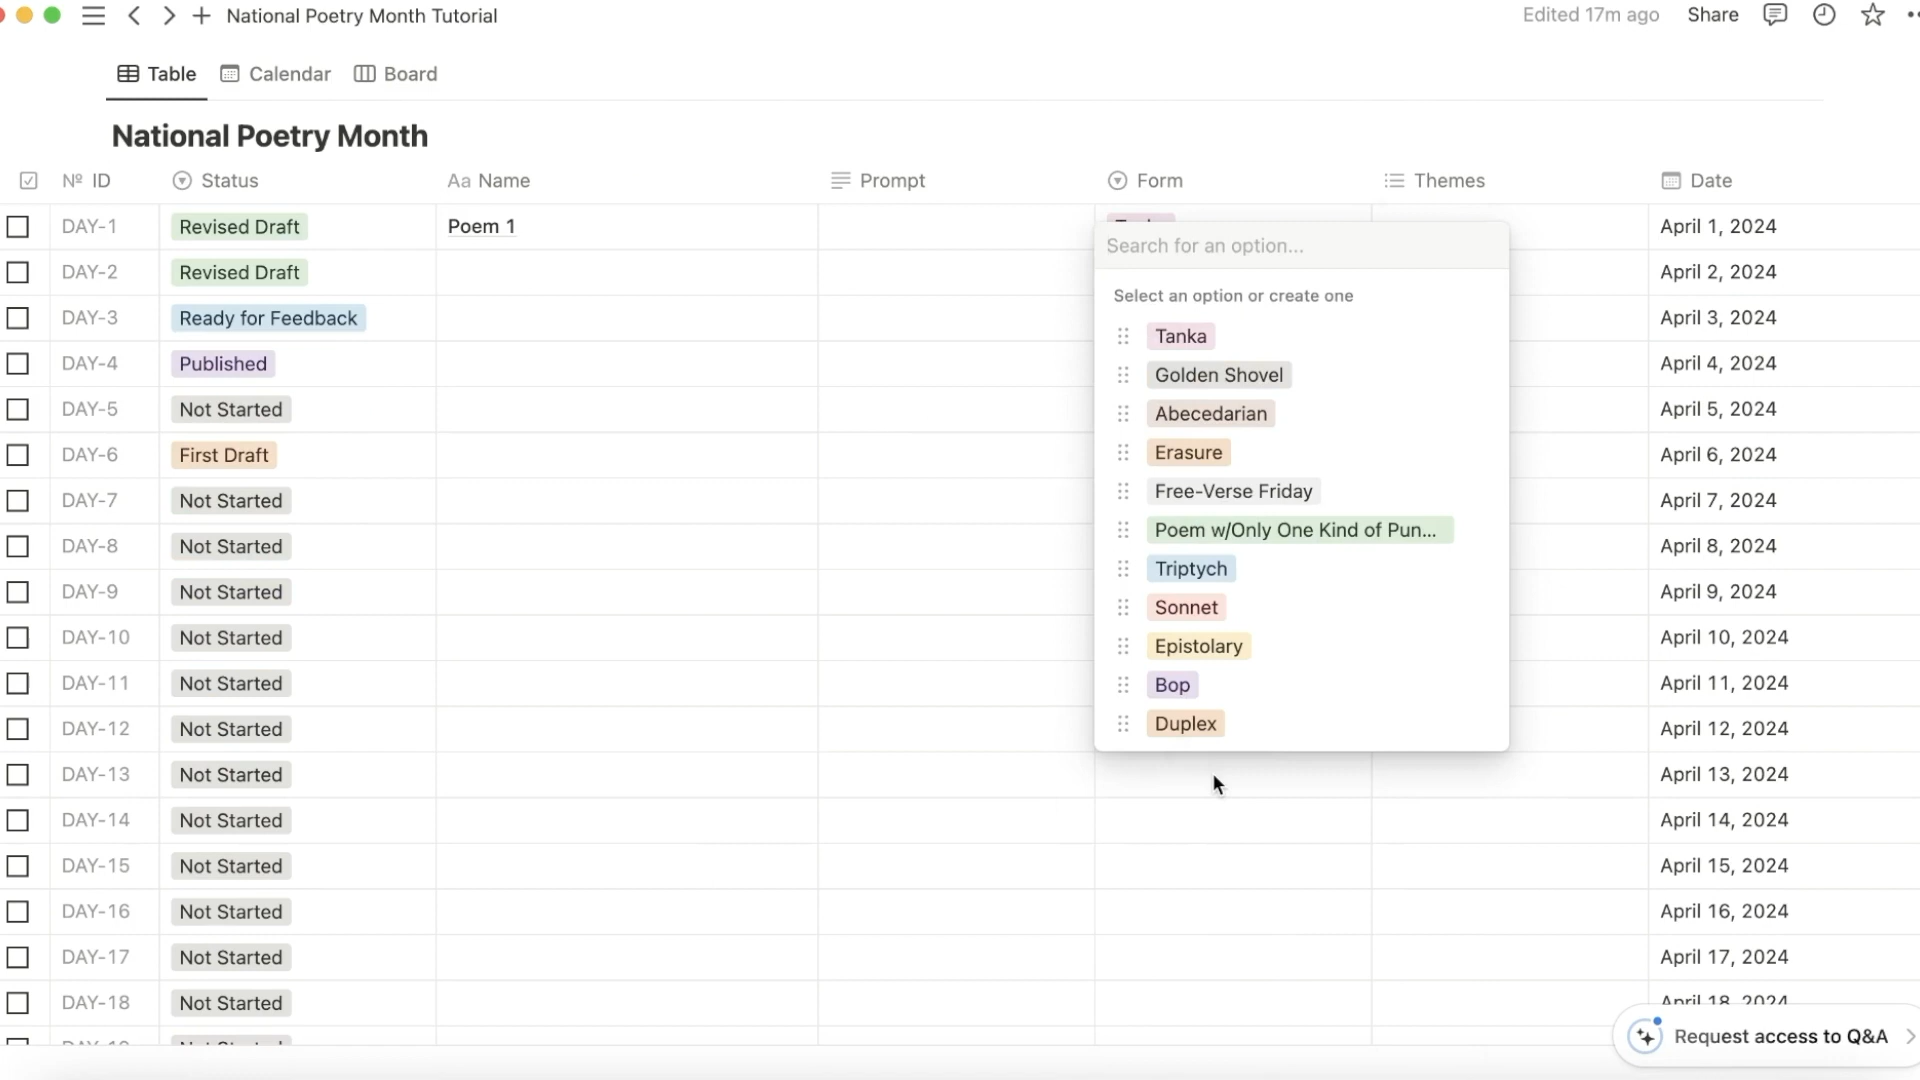 National Poetry Month Tutorial
Edited 17m ago Share
Table Calendar Board
National Poetry Month
Nº ID Status Aa Name Prompt Form Themes Date
DAY-1 Revised Draft Poem 1 April 1, 2024
Search for an option...
DAY-2 Revised Draft April 2, 2024
Select an option or create one
DAY-3 Ready for Feedback April 3, 2024
Tanka
DAY-4 Published Golden Shovel April 4, 2024
DAY-5 Not Started Abecedarian April 5, 2024
DAY-6 First Draft Erasure April 6, 2024
DAY-7 Not Started Free-Verse Friday April 7, 2024
Poem w/Only One Kind of Pun...
DAY-8 Not Started April 8, 2024
Triptych
DAY-9 Not Started April 9, 2024
Sonnet
DAY-10 Not Started Epistolary April 10, 2024
DAY-11 Not Started Bop April 11, 2024
DAY-12 Not Started Duplex April 12, 2024
DAY-13 Not Started April 13, 2024
DAY-14 Not Started April 14, 2024
DAY-15 Not Started April 15, 2024
DAY-16 Not Started April 16, 2024
DAY-17 Not Started April 17, 2024
DAY-18 Not Started April 18, 2024
Request access to Q&A